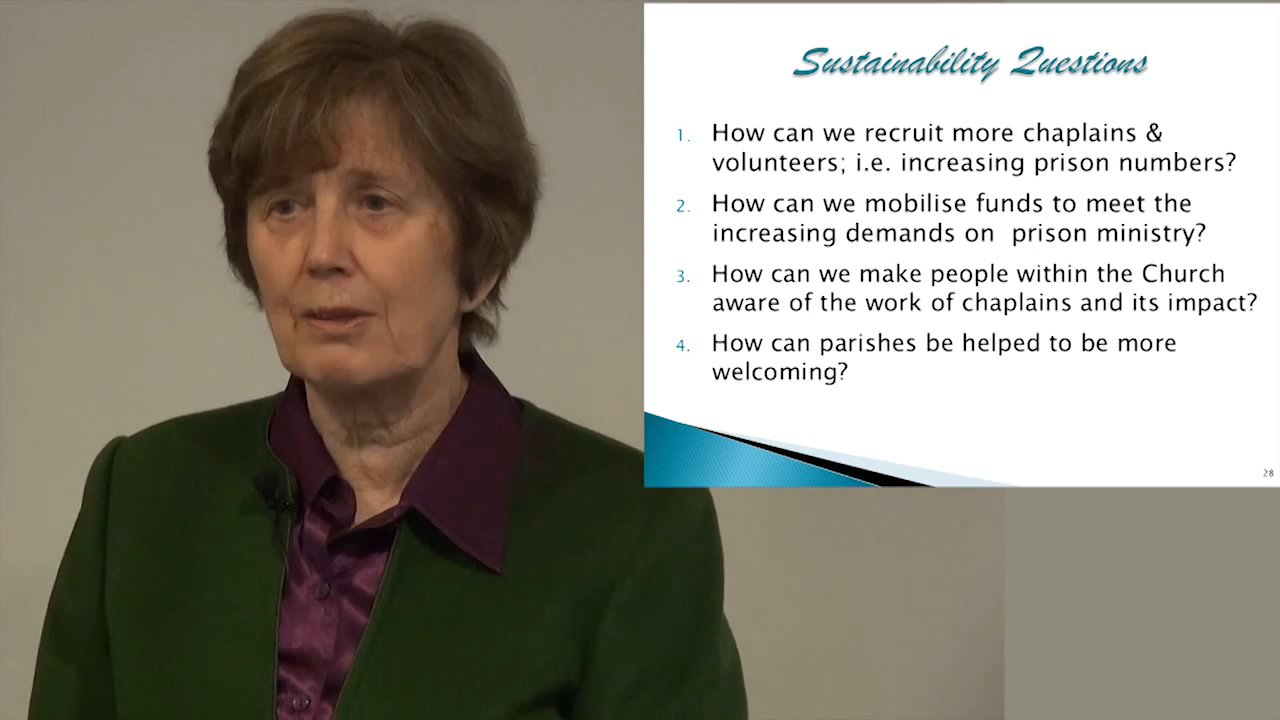 Sustainability Questions
1. How can we recruit more chaplains &
volunteers; i.e. increasing prison numbers?
2. How can we mobilise funds to meet the
increasing demands on  prison ministry?
3. How can we make people within the Church
aware of the work of chaplains and its impact?
4. How can parishes be helped to be more
welcoming?
28